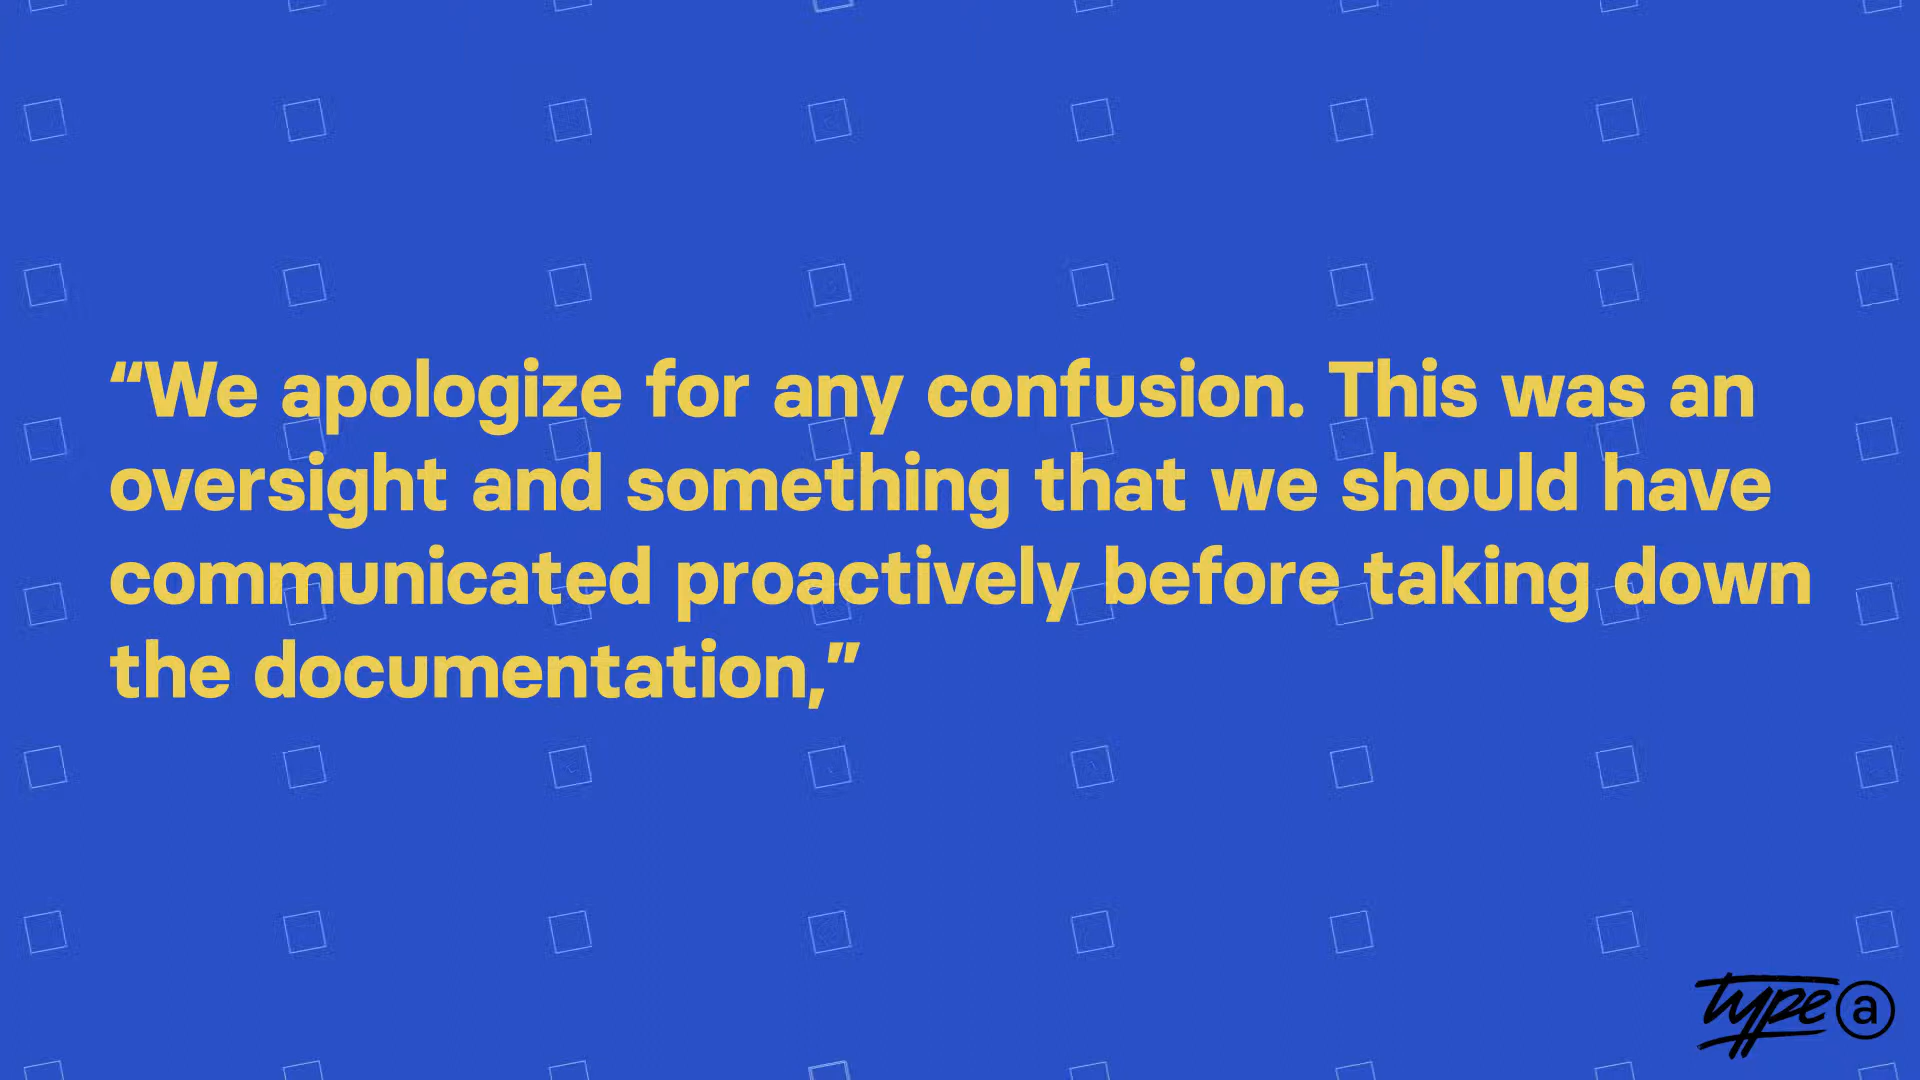 “We apologize for any confusion. This was an
oversight and something that we should have
communicated proactively before taking down
the documentation,”
type a